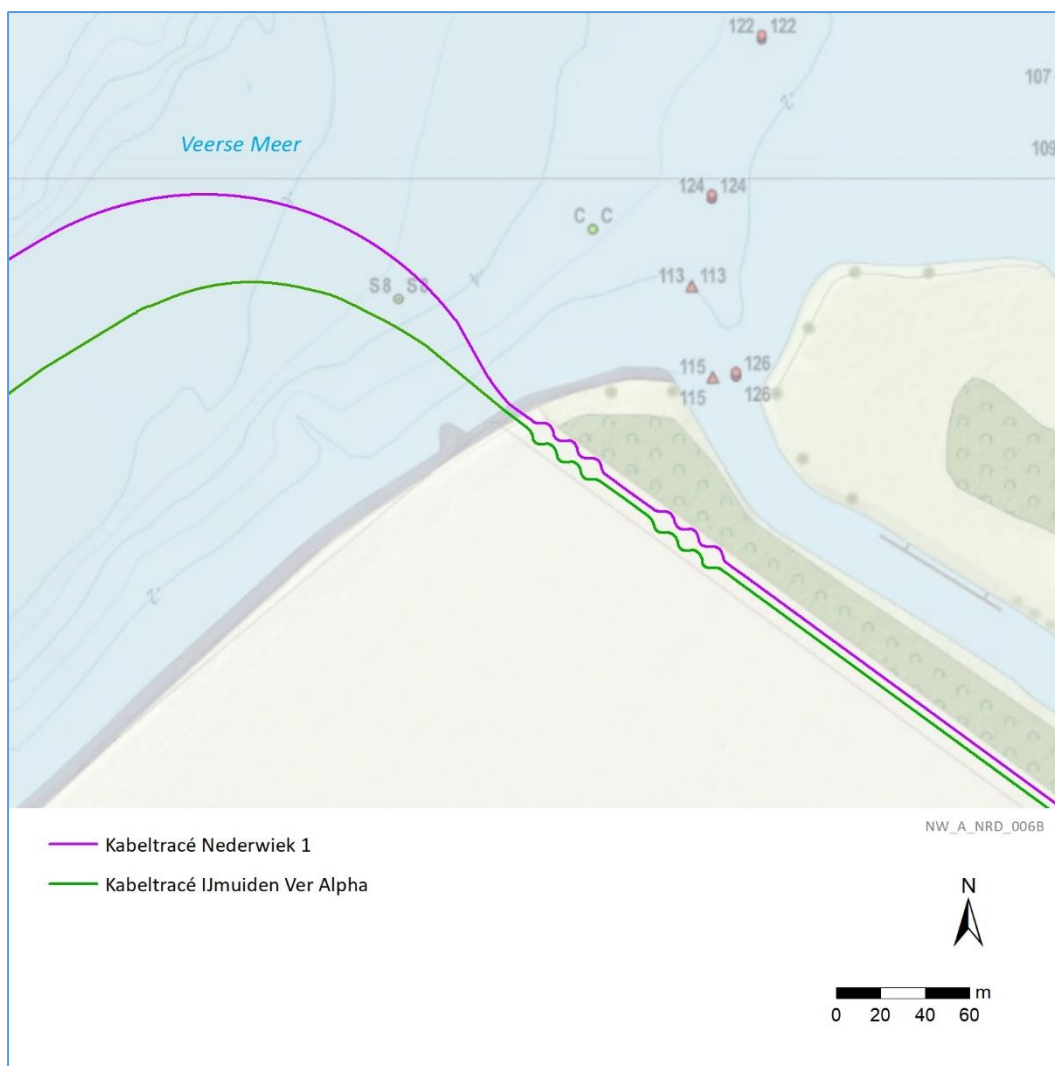 122 122
107
Veerse Meer
109
124 124
C C
113 113
S8 S8
115 126
115 126
NW_A_NRD_006B
Kabeltracé Nederwiek 1
Kabeltracé IJmuiden Ver Alpha
N
m
0 20 40 60